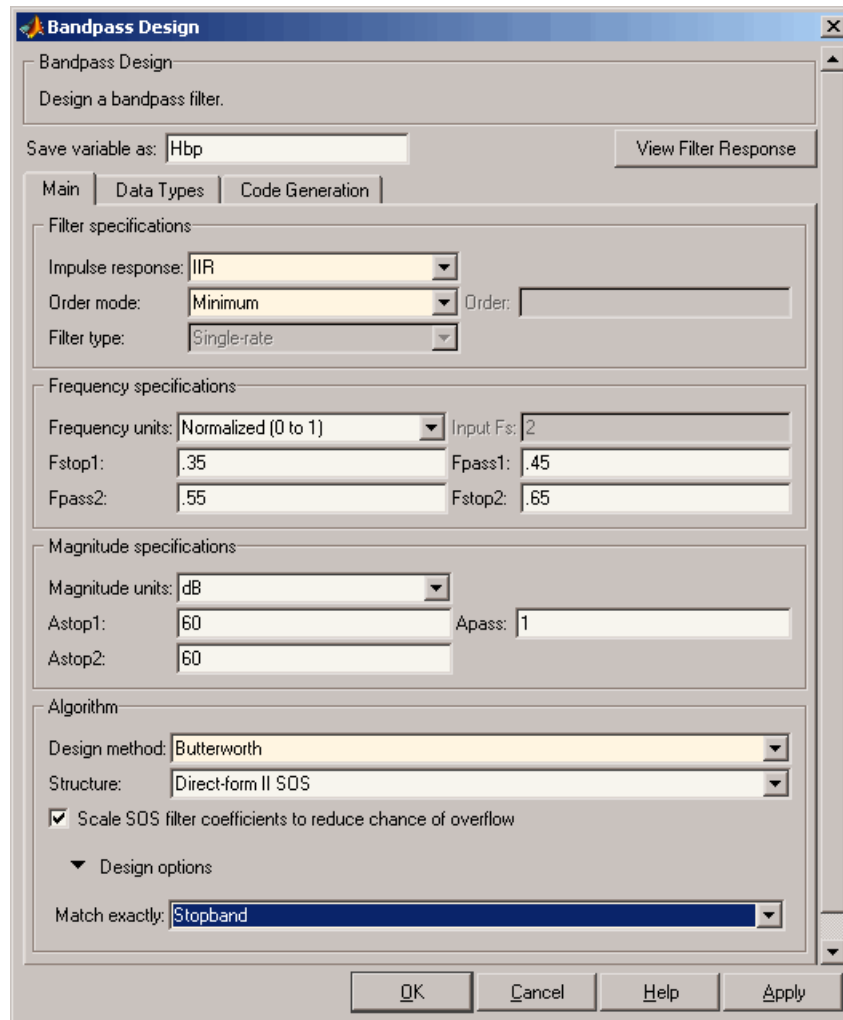 Bandpass Design
Bandpass Design
Design a bandpass filter.
Save variable as: Hbp View Filter Response
Main Data Types Code Generation
Filter specifications
Impulse response: IIR
Order mode: Minimum Order:
Filter type: Single-rate
Frequency specifications
Frequency units: Normalized (0 to 1) Input Fs: 2
Fstop1: .35 Fpass1: .45
Fpass2: .55 Fstop2: .65
Magnitude specifications
Magnitude units: dB
Astop1: 60 Apass: 1
Astop2: 60
Algorithm
Design method: Butterworth
Structure: Direct-form II SOS
Scale SOS filter coefficients to reduce chance of overflow
Design options
Match exactly: Stopband
OK Cancel Help Apply